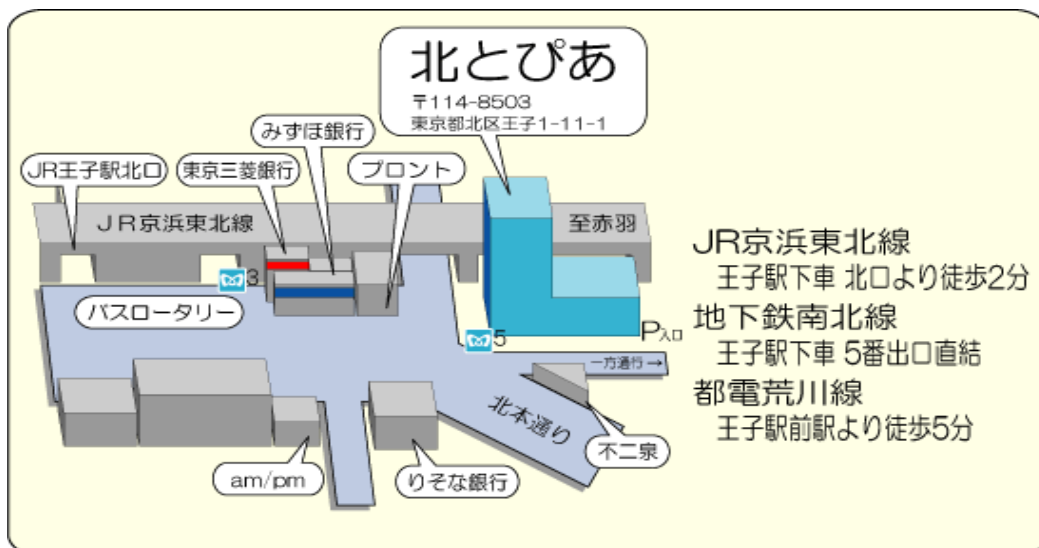 北とぴあ
〒114-8503
東京都北区王子1-11-1
みずほ銀行
JR王子駅北口
東京三菱銀行
プロント
JR京浜東北線
至赤羽
3
バスロータリー
5
P入口
一方通行→
北本通り
不二泉
am/pm
りそな銀行
JR京浜東北線
王子駅下車 北口より徒歩2分
地下鉄南北線
王子駅下車 5番出口直結
都電荒川線
王子駅前駅より徒歩5分